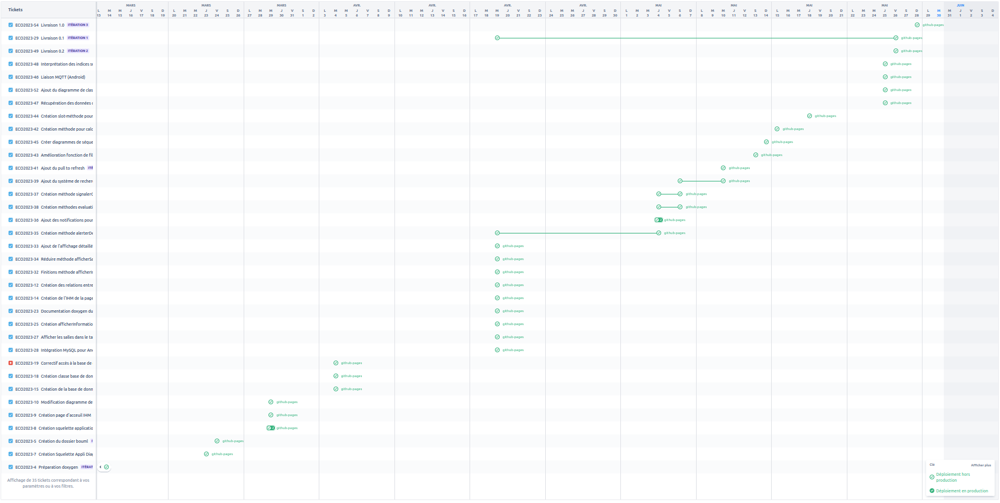 Tickets
MARS MARS MARS AVR. AVR. AVR. AVR. MAI MAI MAI MAI JUIN
L M M J V S D L M M J V S D L M M J V S D L M M J V S D L M M J V S D L M M J V S D L M M J V S D L M M J V S D L M M J V S D L M M J V S D L M M J V S D L M M J V S D
13 14 15 16 17 18 19 20 21 22 23 24 25 26 27 28 29 30 31 1 2 3 4 5 6 7 8 9 10 11 12 13 14 15 16 17 18 19 20 21 22 23 24 25 26 27 28 29 30 1 2 3 4 5 6 7 8 9 10 11 12 13 14 15 16 17 18 19 20 21 22 23 24 25 26 27 28 29 30 31 1 2 3 4
ECO2023-54 Livraison 1.0 ITÉRATION 3 github-pages
ECO2023-29 Livraison 0.1 ITÉRATION 1 github-pages
ECO2023-49 Livraison 0.2 ITÉRATION 2 github-pages
ECO2023-48 Interprétation des indices github-pages
ECO2023-46 Liaison MQTT (Android) github-pages
ECO2023-52 Ajout du diagramme de clas github-pages
ECO2023-47 Récupération des données github-pages
ECO2023-44 Création slot-méthode pour github-pages
ECO2023-42 Création méthode pour calc github-pages
ECO2023-45 Créer diagrammes de séque github-pages
ECO2023-43 Amélioration fonction de fil github-pages
ECO2023-41 Ajout du pull to refresh ITÉ github-pages
ECO2023-39 Ajout du système de recher github-pages
ECO2023-37 Création méthode signaler github-pages
ECO2023-38 Création méthodes evaluati github-pages
ECO2023-36 Ajout des notifications pour github-pages
ECO2023-35 Création méthode alerterD github-pages
ECO2023-33 Ajout de l'affichage détaillé github-pages
ECO2023-34 Réduire méthode afficherSa github-pages
ECO2023-32 Finitions méthode afficherI github-pages
ECO2023-12 Création des relations entre github-pages
ECO2023-14 Création de l'IHM de la page github-pages
ECO2023-23 Documentation doxygen du github-pages
ECO2023-25 Création afficherInformatio github-pages
ECO2023-27 Afficher les salles dans le ta github-pages
ECO2023-28 Intégration MySQL pour An github-pages
ECO2023-19 Correctif accès à la base de github-pages
ECO2023-18 Création classe base de don github-pages
ECO2023-15 Création de la base de donn github-pages
ECO2023-10 Modification diagramme de github-pages
ECO2023-9 Création page d'acceuil IHM github-pages
ECO2023-8 Création squelette applicatio github-pages
ECO2023-5 Création du dossier bouml github-pages
ECO2023-7 Création Squelette Appli Dia github-pages
ECO2023-4 Préparation doxygen ITÉRAT
Affichage de 35 tickets correspondant à vos
paramètres ou à vos filtres.
Clé Afficher plus
Déploiement hors
production
Déploiement en production